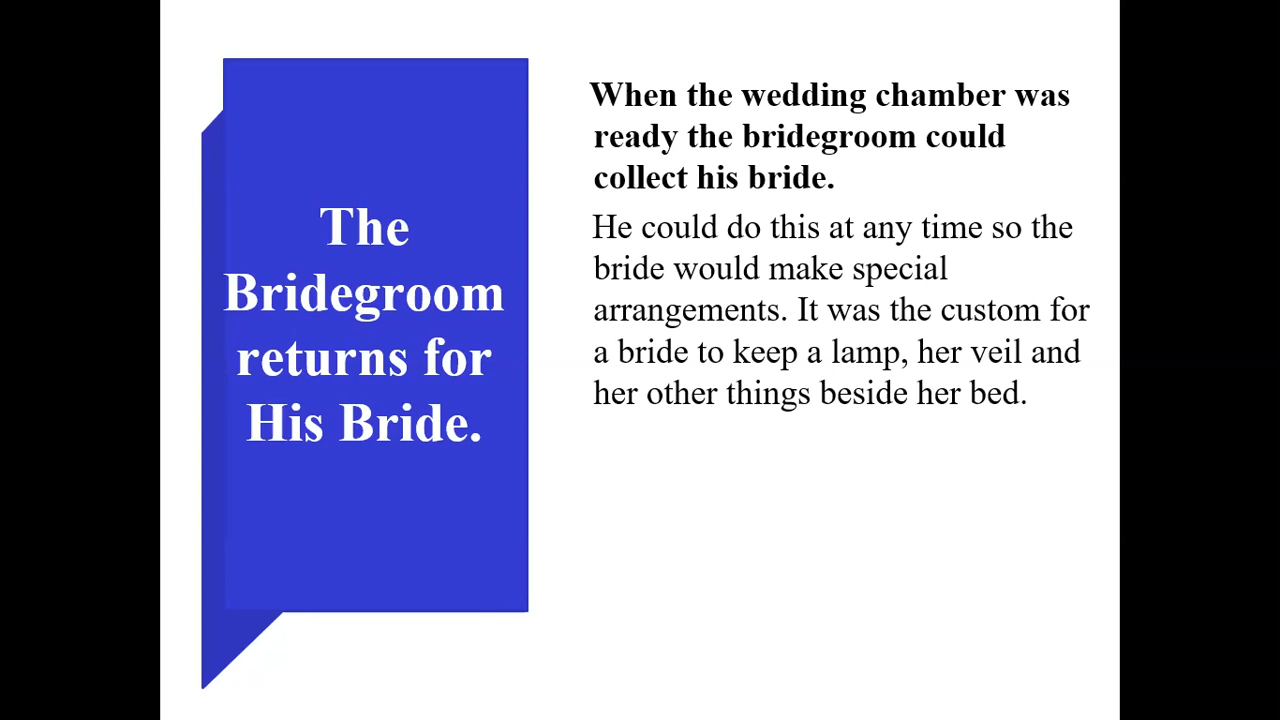 The
Bridegroom
returns for
His Bride.
When the wedding chamber was
ready the bridegroom could
collect his bride.
He could do this at any time so the
bride would make special
arrangements. It was the custom for
a bride to keep a lamp, her veil and
her other things beside her bed.